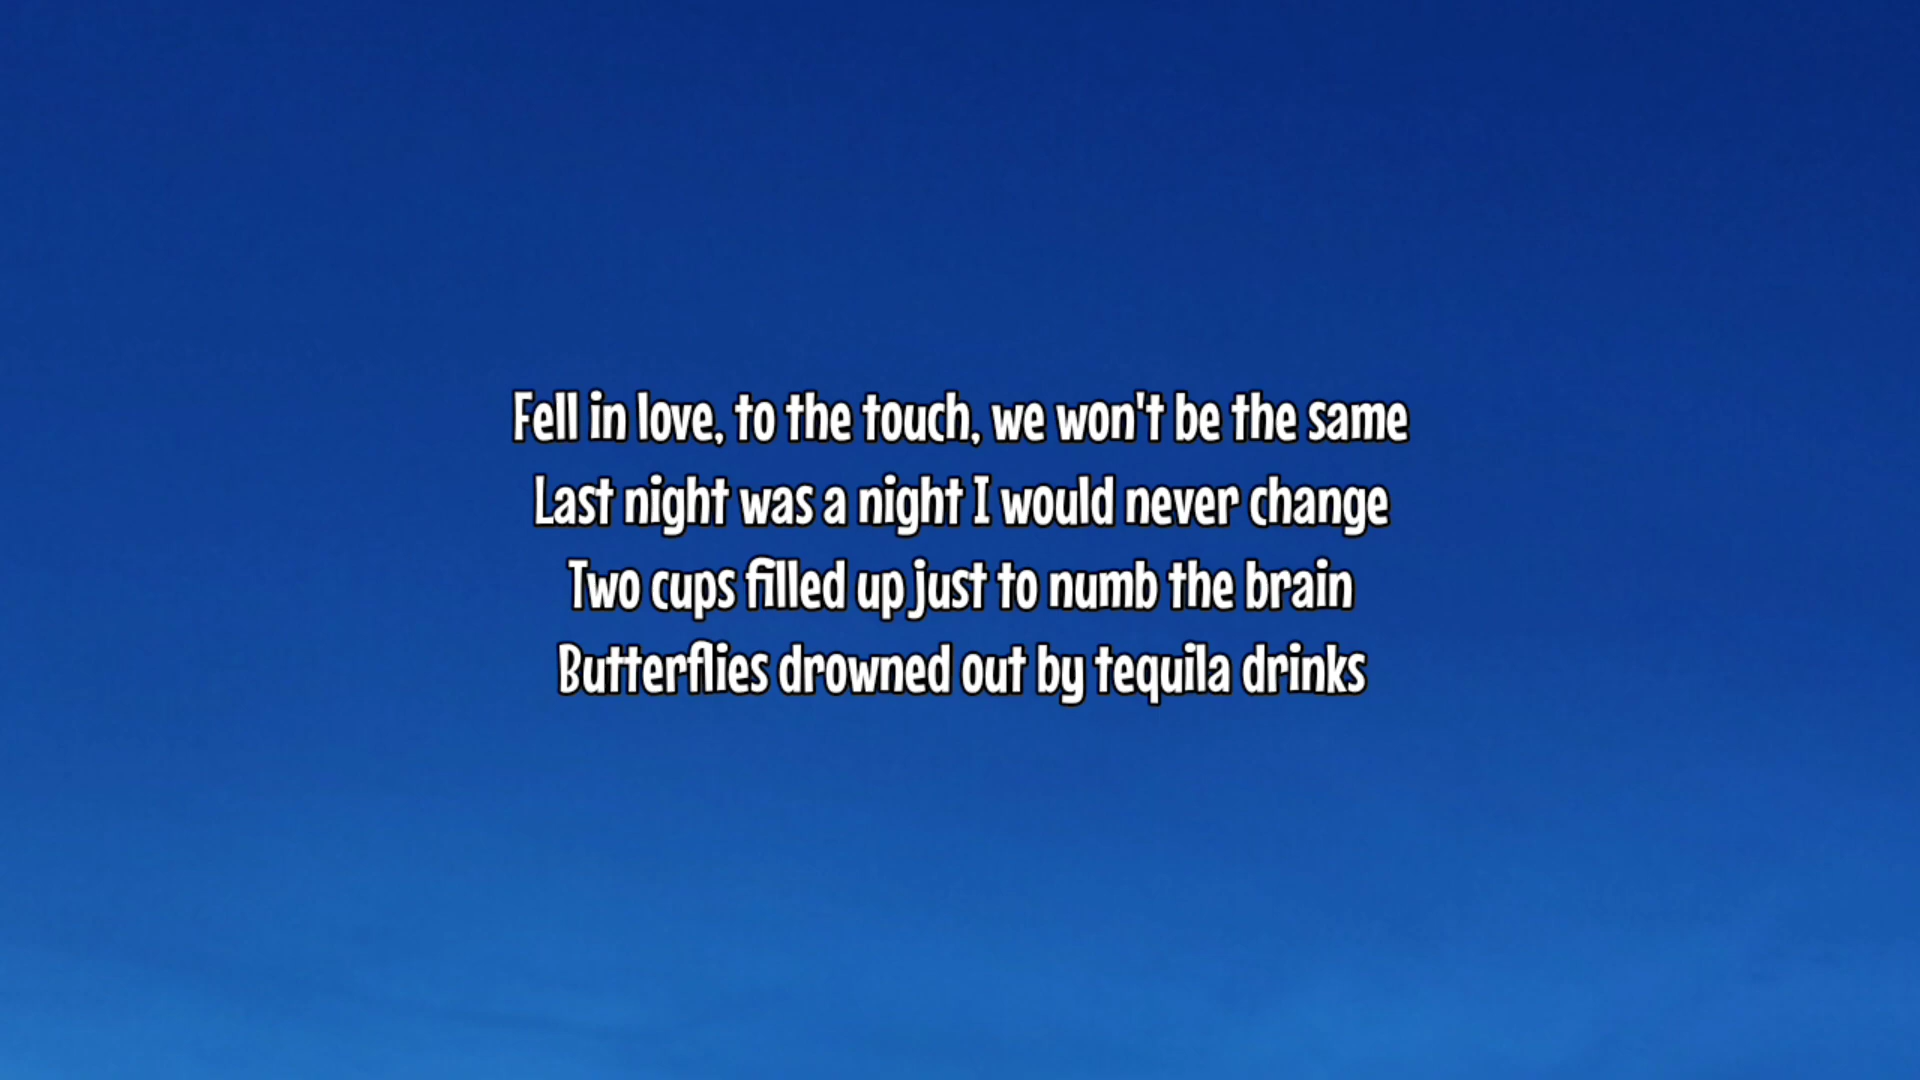 Fell in love, to the touch, we won't be the same
Last night was a night I would never change
Two cups filled up just to numb the brain
Butterflies drowned out by tequila drinks